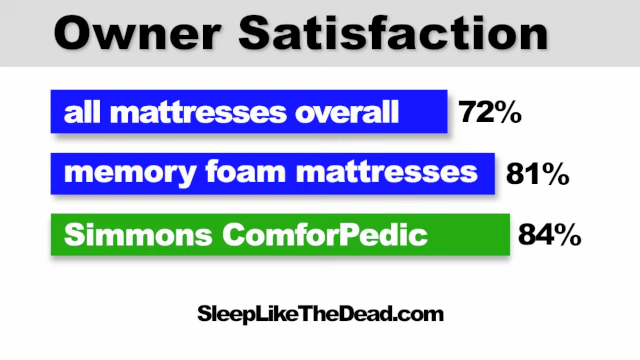 Owner Satisfaction
all mattresses overall 72%
memory foam mattresses 81%
Simmons ComforPedic 84%
SleepLikeTheDead.com